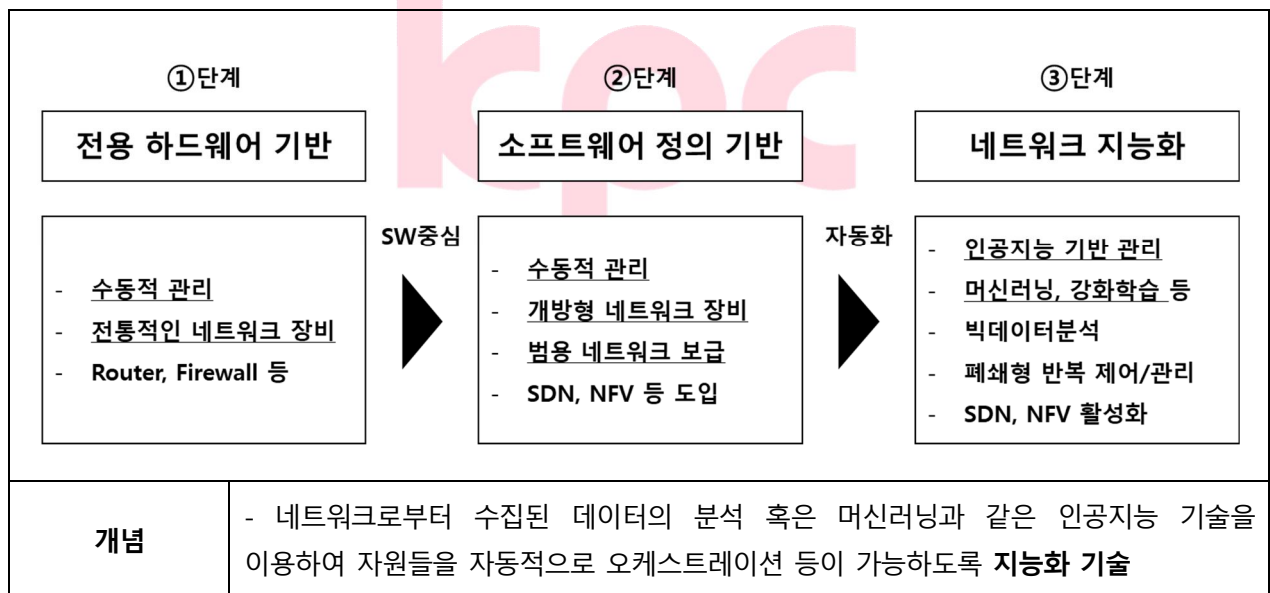 kpc
①단계
전용 하드웨어 기반
- 수동적 관리
- 전통적인 네트워크 장비
- Router, Firewall 등
SW중심
②단계
소프트웨어 정의 기반
- 수동적 관리
- 개방형 네트워크 장비
- 범용 네트워크 보급
- SDN, NFV 등 도입
자동화
③단계
네트워크 지능화
- 인공지능 기반 관리
- 머신러닝, 강화학습 등
- 빅데이터분석
- 폐쇄형 반복 제어/관리
- SDN, NFV 활성화
개념
- 네트워크로부터 수집된 데이터의 분석 혹은 머신러닝과 같은 인공지능 기술을
이용하여 자원들을 자동적으로 오케스트레이션 등이 가능하도록 지능화 기술